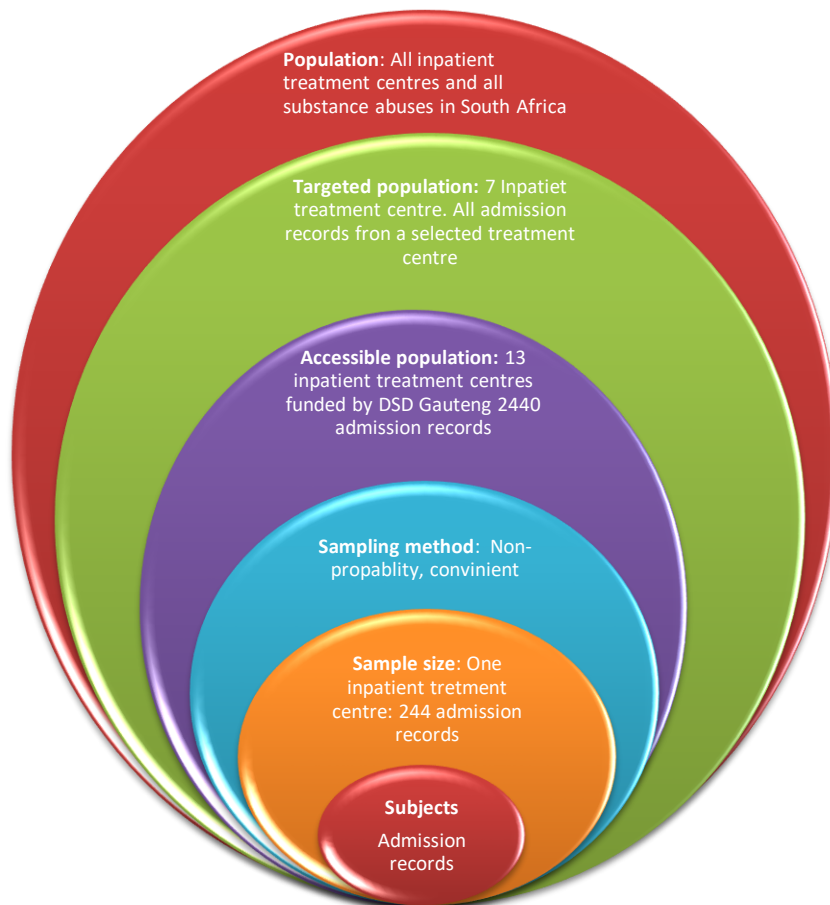 Population: All inpatient
treatment centres and all
substance abuses in South Africa
Targeted population: 7 Inpatiet
treatment centre. All admission
records fron a selected treatment
centre
Accessible population: 13
inpatient treatment centres
funded by DSD Gauteng 2440
admission records
Sampling method:  Non-
propablity, convinient
Sample size: One
inpatient tretment
centre: 244 admission
records
Subjects
Admission
records